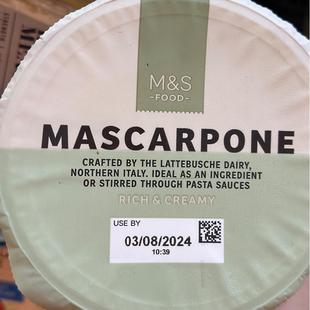 M&S
-FOOD-
MASCARPONE
CRAFTED BY THE LATTEBUSCHE DAIRY,
NORTHERN ITALY. IDEAL AS AN INGREDIENT
OR STIRRED THROUGH PASTA SAUCES
RICH & CREAMY
USE BY
03/08/2024
10:39